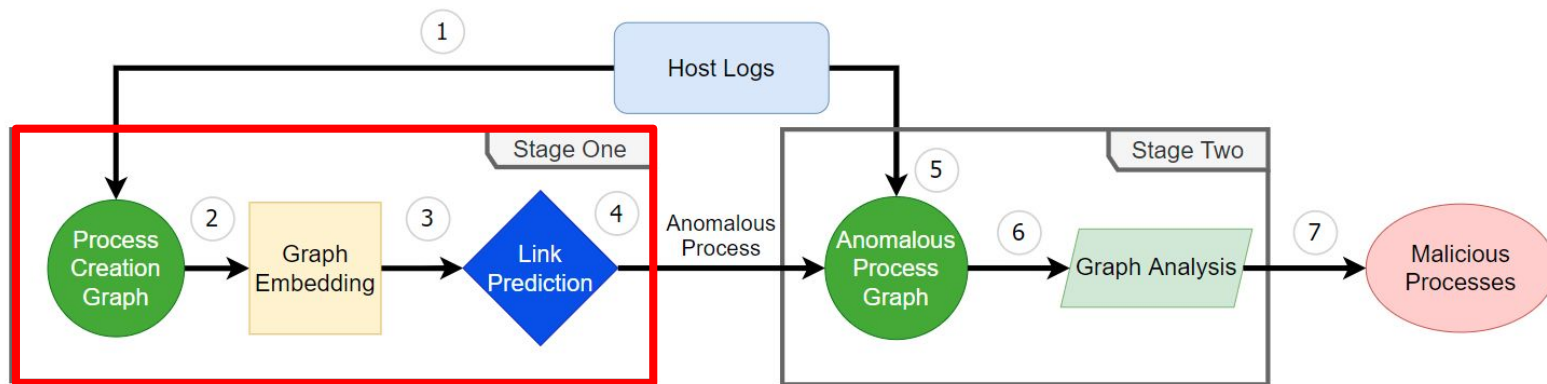 1
Host Logs
Stage One
Stage Two
5
2
3
4
Process
Creation
Graph
Graph
Embedding
Link
Prediction
Anomalous
Process
Anomalous
Process
Graph
6
Graph Analysis
7
Malicious
Processes